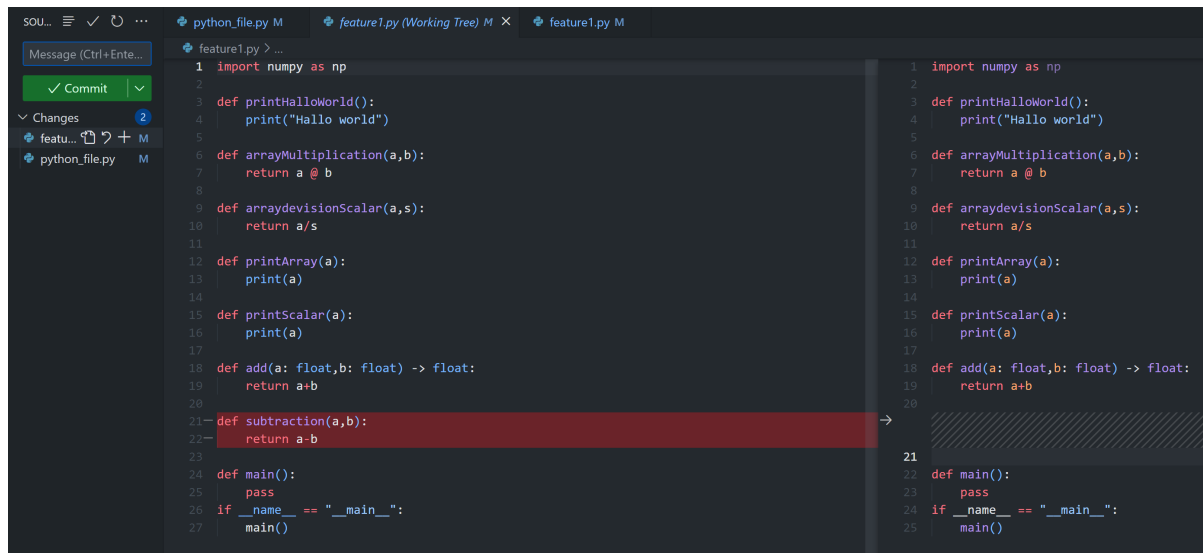 SOU...
python_file.py M
feature1.py (Working Tree) M
feature1.py M
Message (Ctrl+Ente...
Commit
Changes 2
featu... M
python_file.py M
feature1.py > ...
1 import numpy as np
2
3 def printHalloWorld():
4 print("Hallo world")
5
6 def arrayMultiplication(a,b):
7 return a @ b
8
9 def arraydevisionScalar(a,s):
10 return a/s
11
12 def printArray(a):
13 print(a)
14
15 def printScalar(a):
16 print(a)
17
18 def add(a: float,b: float) -> float:
19 return a+b
20
21— def subtraction(a,b):
22— return a-b
23
24 def main():
25 pass
26 if __name__ == "__main__":
27 main()
1 import numpy as np
2
3 def printHalloWorld():
4 print("Hallo world")
5
6 def arrayMultiplication(a,b):
7 return a @ b
8
9 def arraydevisionScalar(a,s):
10 return a/s
11
12 def printArray(a):
13 print(a)
14
15 def printScalar(a):
16 print(a)
17
18 def add(a: float,b: float) -> float:
19 return a+b
20
21
22 def main():
23 pass
24 if __name__ == "__main__":
25 main()